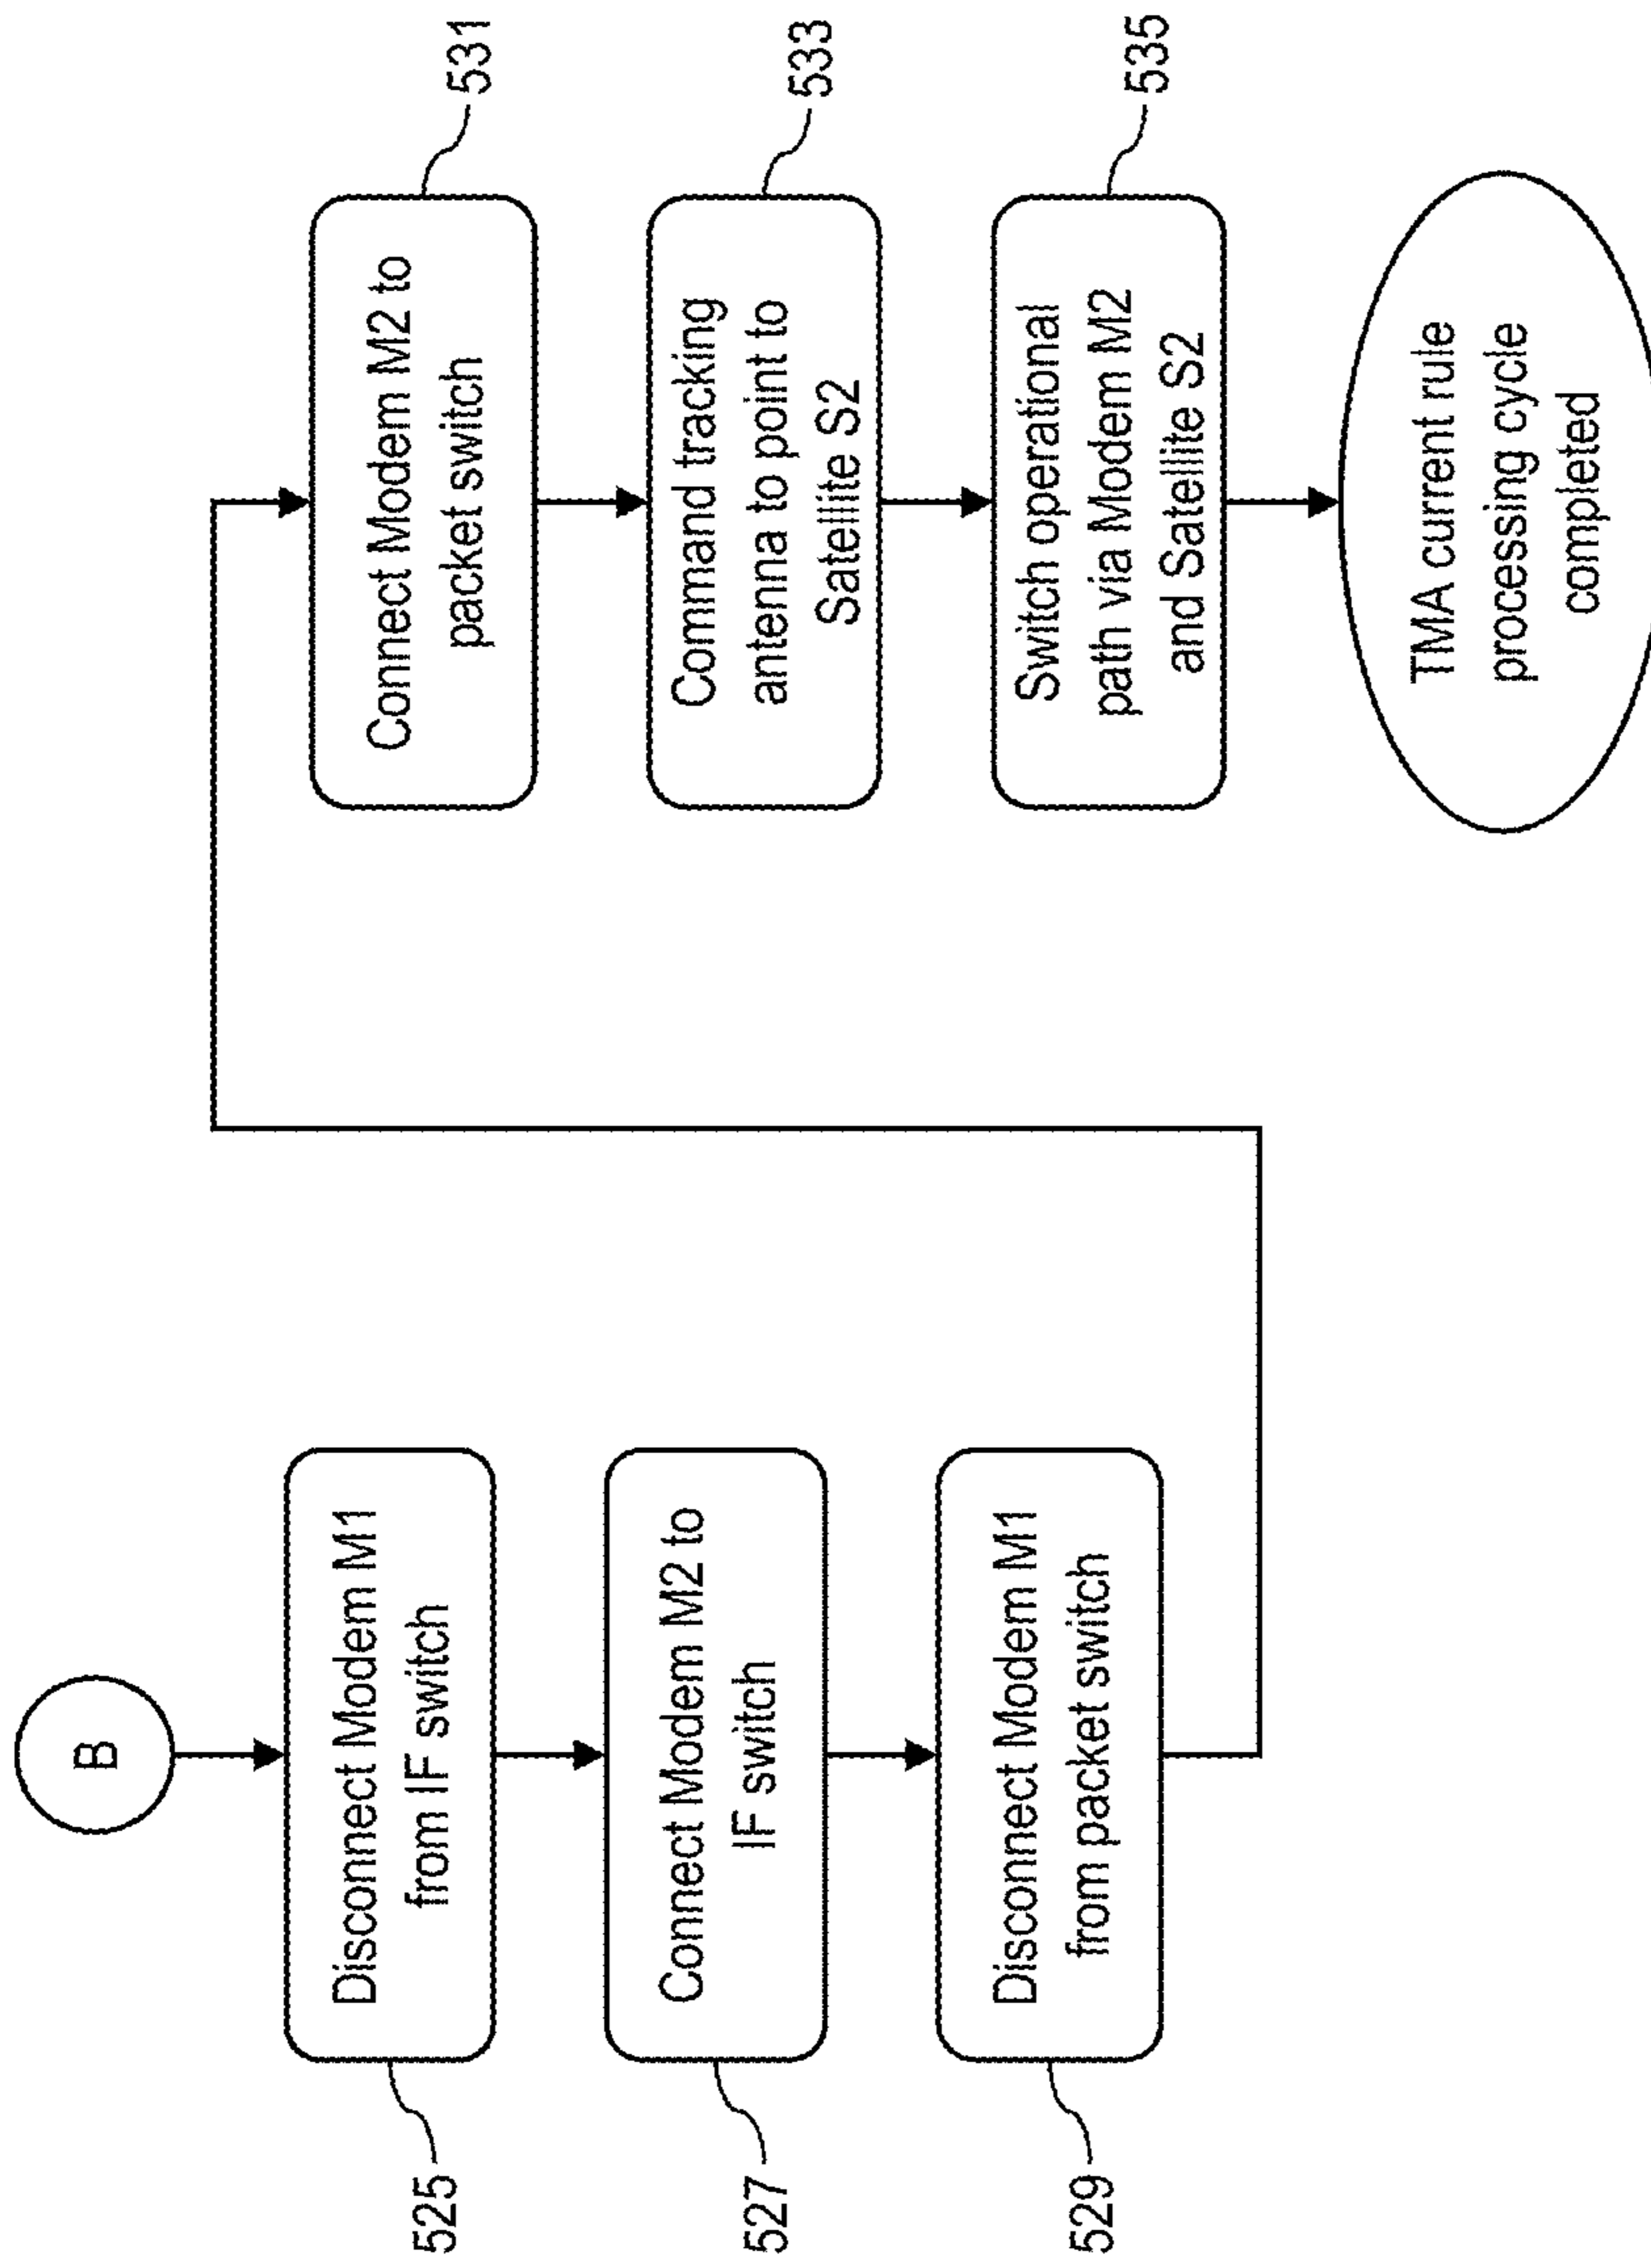 B
Disconnect Modem M1
from IF switch
525
Connect Modem M2 to
IF switch
527
Disconnect Modem M1
from packet switch
529
Connect Modem M2 to
packet switch
531
Command tracking
antenna to point to
Satellite S2
533
Switch operational
path via Modem M2
and Satellite S2
535
TMA current rule
processing cycle
completed